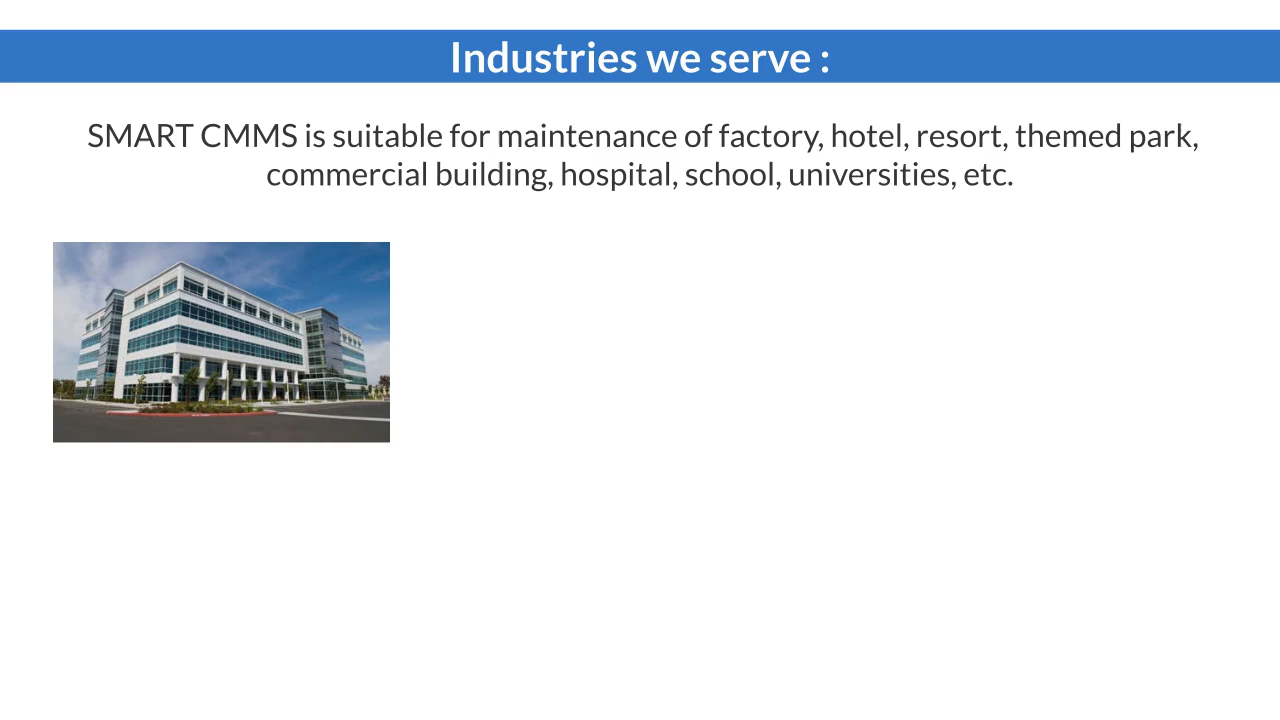 Industries we serve :
SMART CMMS is suitable for maintenance of factory, hotel, resort, themed park,
commercial building, hospital, school, universities, etc.